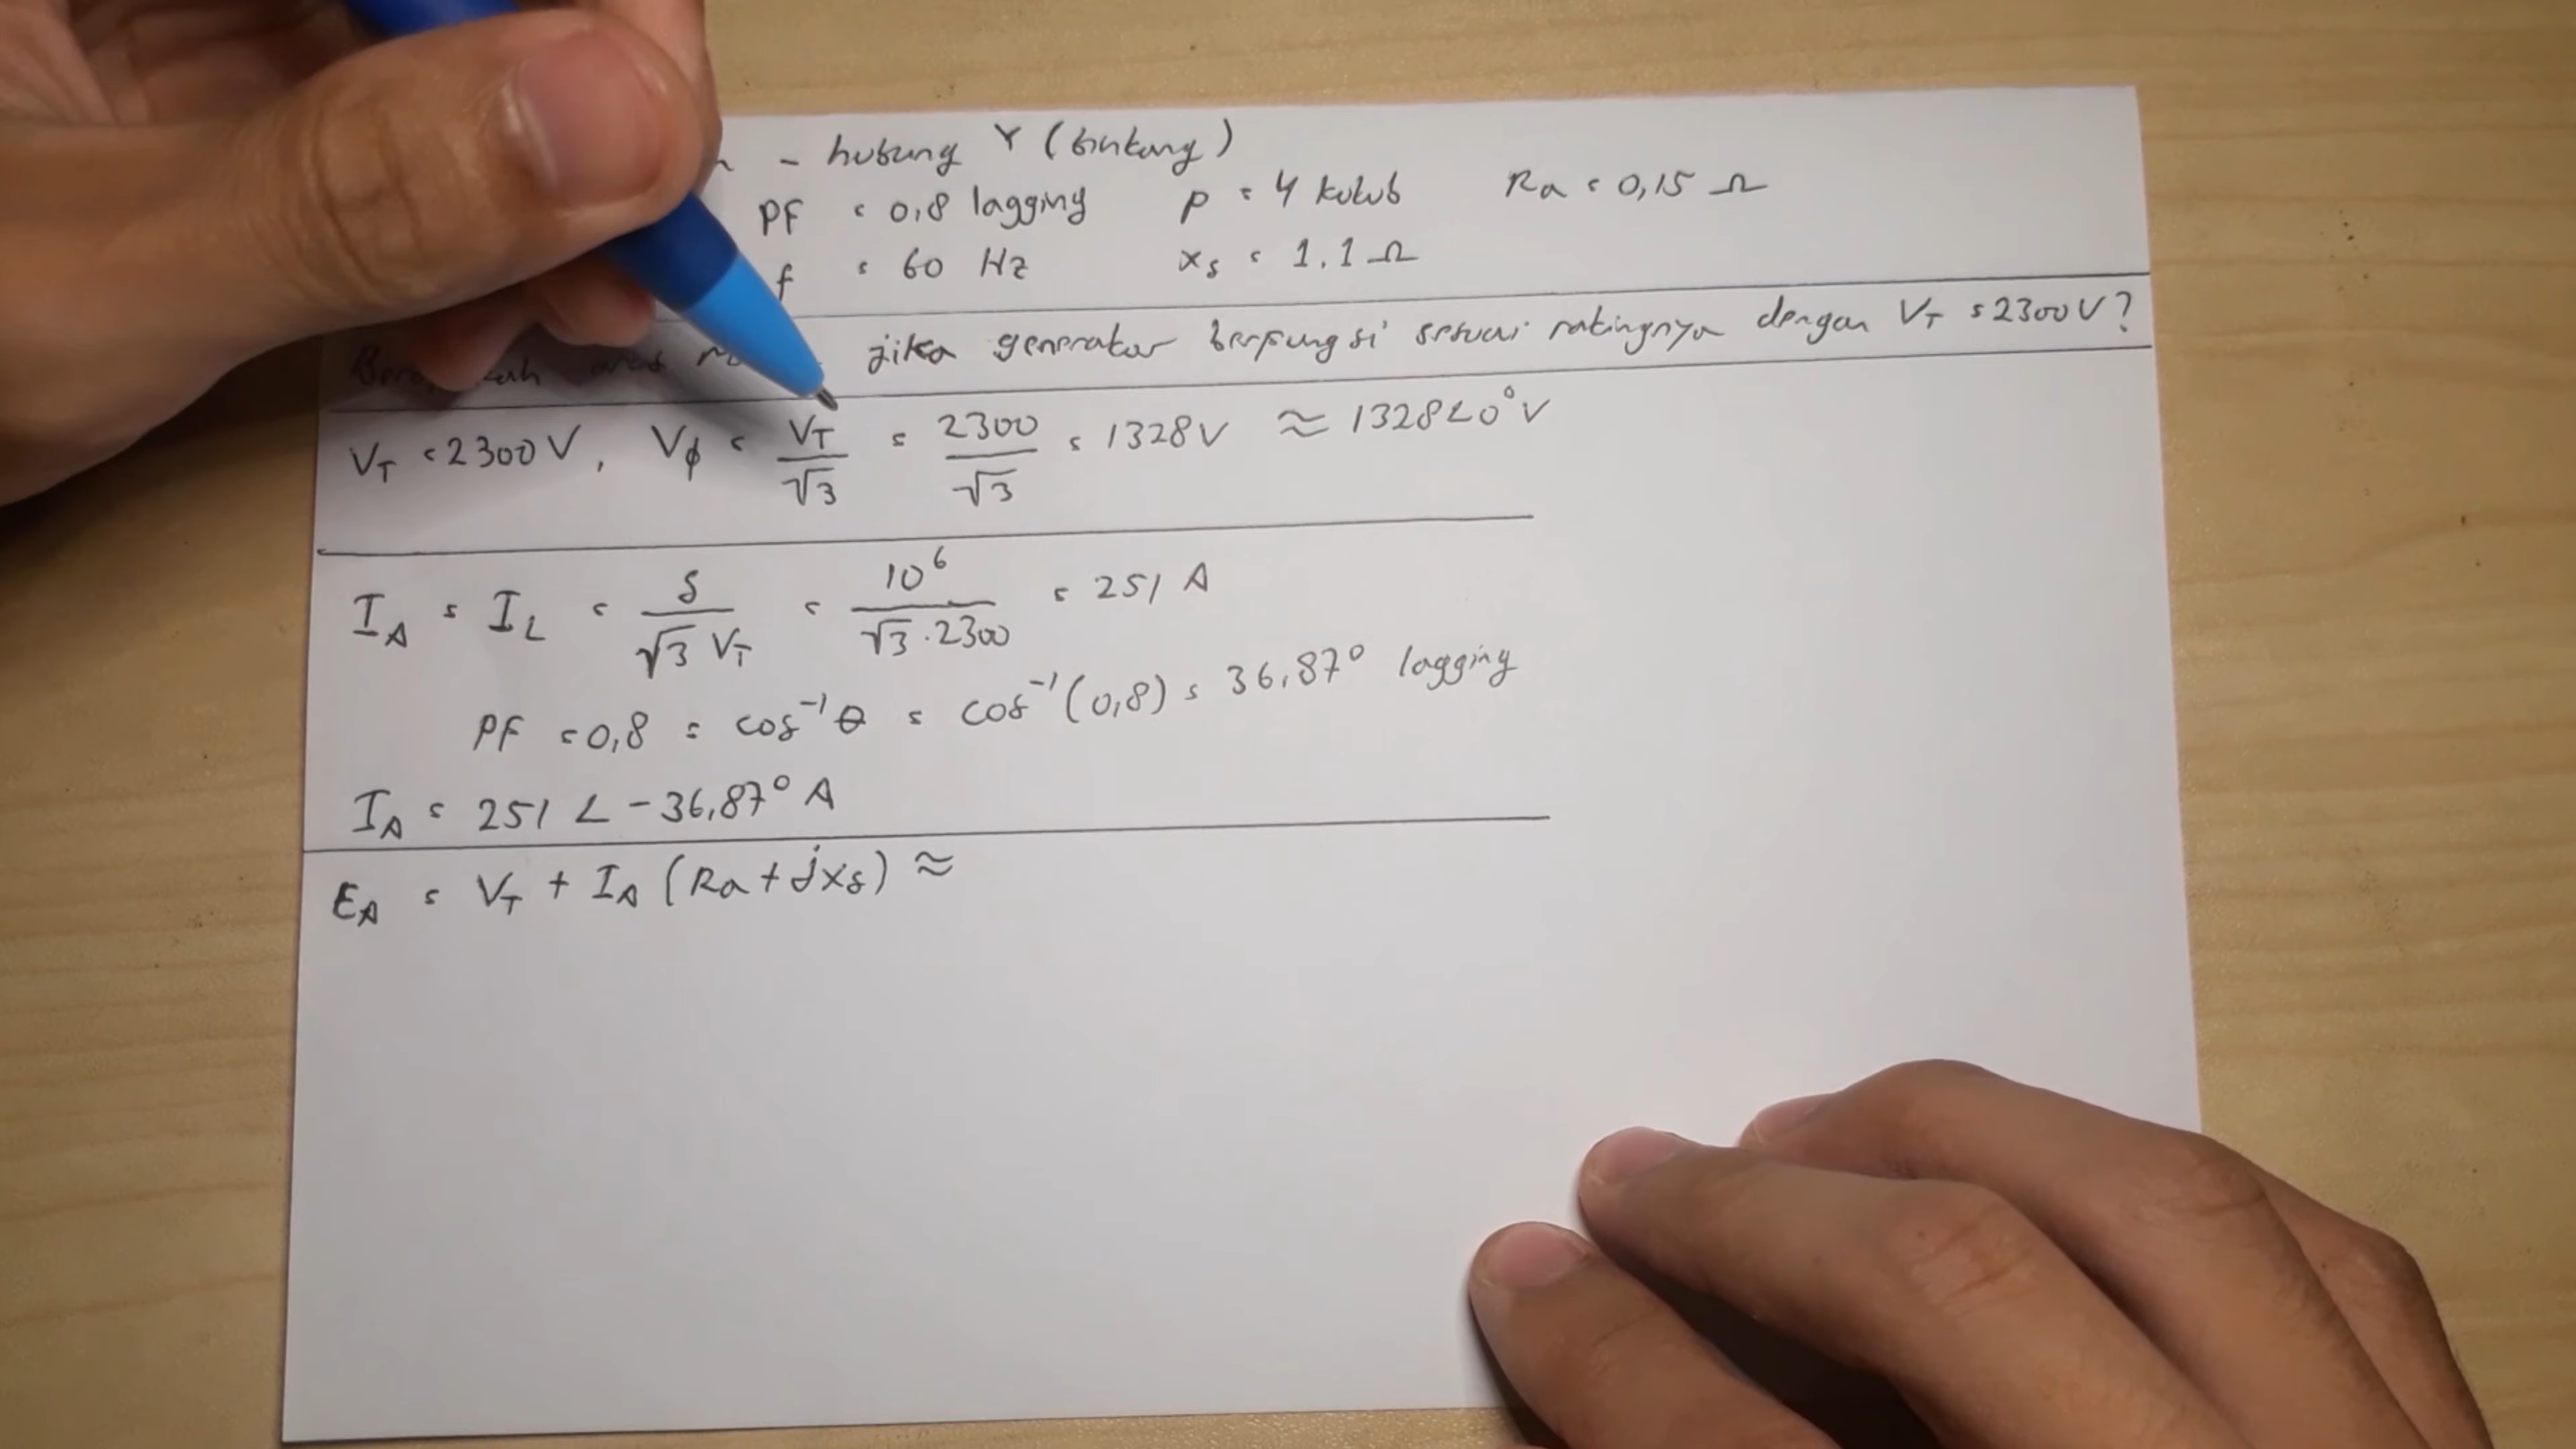 - hubung Y (bintang)
PF = 0,8 lagging p = 4 kutub Ra = 0,15 Ω
f = 60 Hz xs = 1.1 Ω
jika generator berfungsi sesuai ratingnya dengan VT = 2300 V?
VT = 2300 V, Vϕ = VT/√3 = 2300/√3 = 1328 V ≈ 1328∠0° V
IA = IL = S/(√3 VT) = 10⁶/(√3 . 2300) = 251 A
PF = 0,8 = cos⁻¹ θ = cos⁻¹(0,8) = 36,87° lagging
IA = 251 ∠ -36,87° A
EA = VT + IA (Ra + jxs) ≈